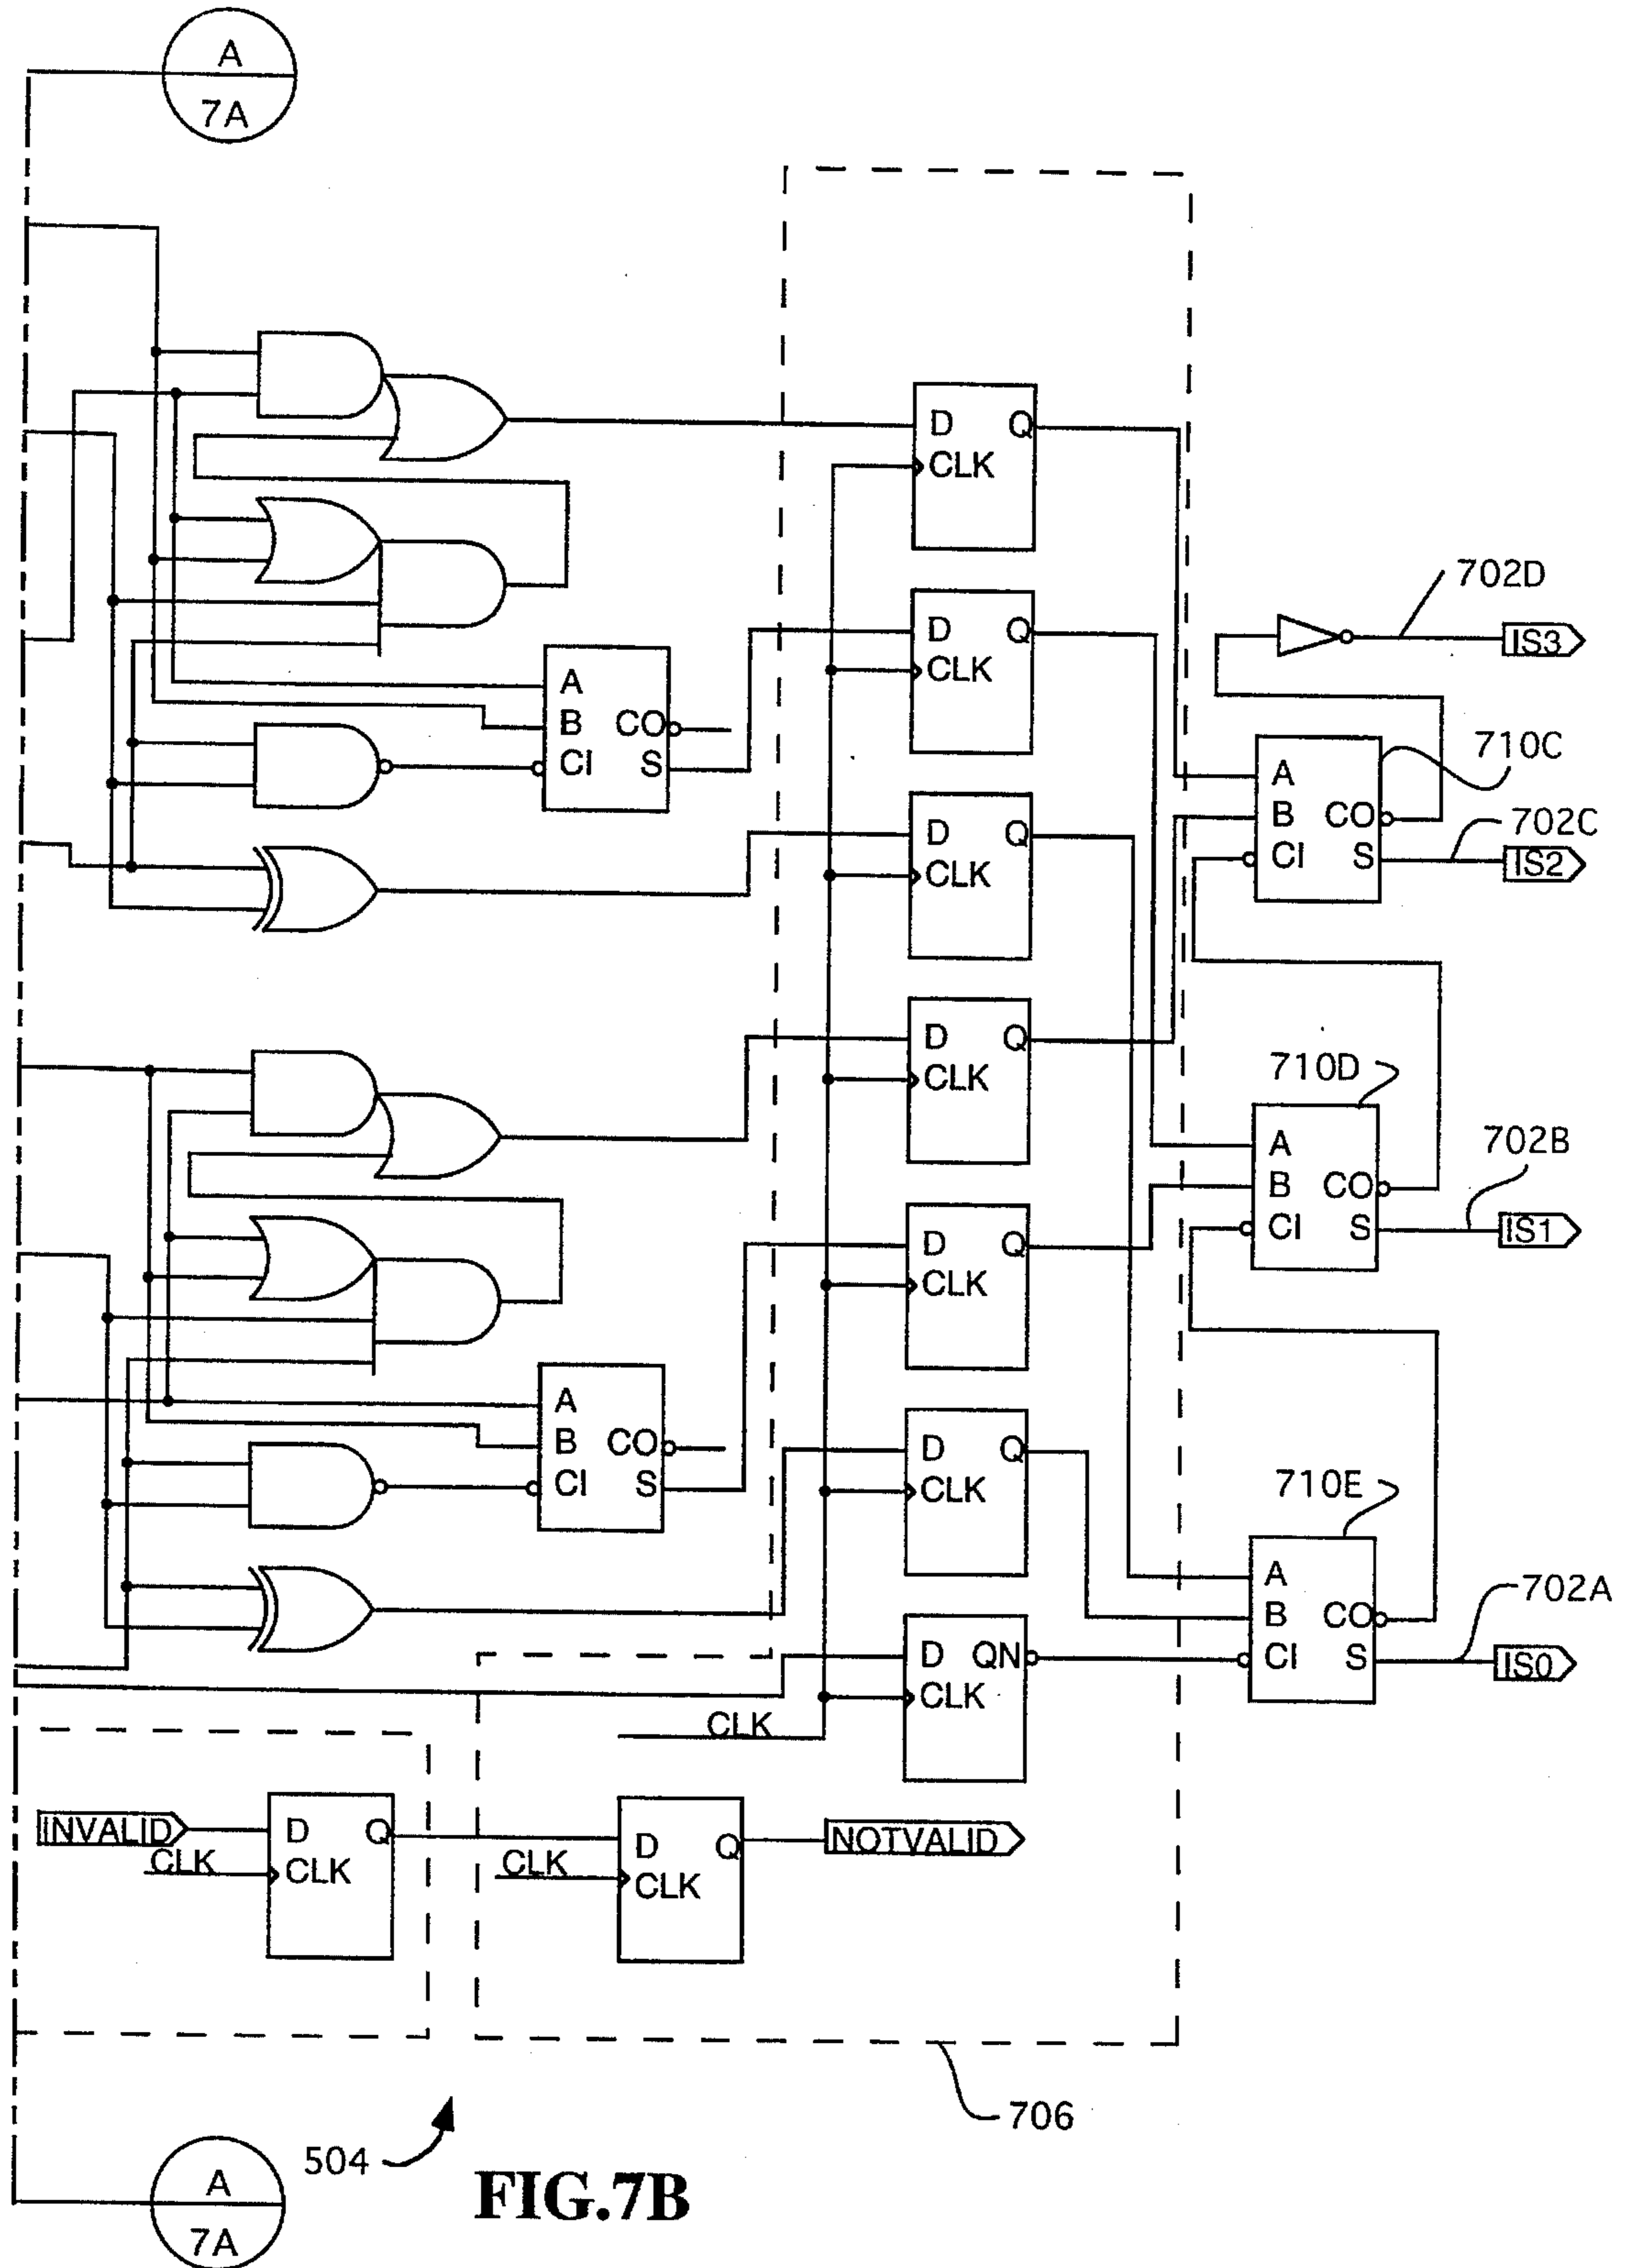 A
7A
D Q
CLK
702D
D Q
CLK
IS3
A
B CO
CI S
710C
A
B CO
CI S
702C
IS2
D Q
CLK
D Q
CLK
710D
A
B CO
CI S
702B
IS1
D Q
CLK
A
B CO
CI S
D Q
CLK
710E
A
B CO
CI S
702A
IS0
D QN
CLK
CLK
INVALID
CLK
D Q
CLK
CLK
D Q
CLK
NOTVALID
706
504
FIG.7B
A
7A